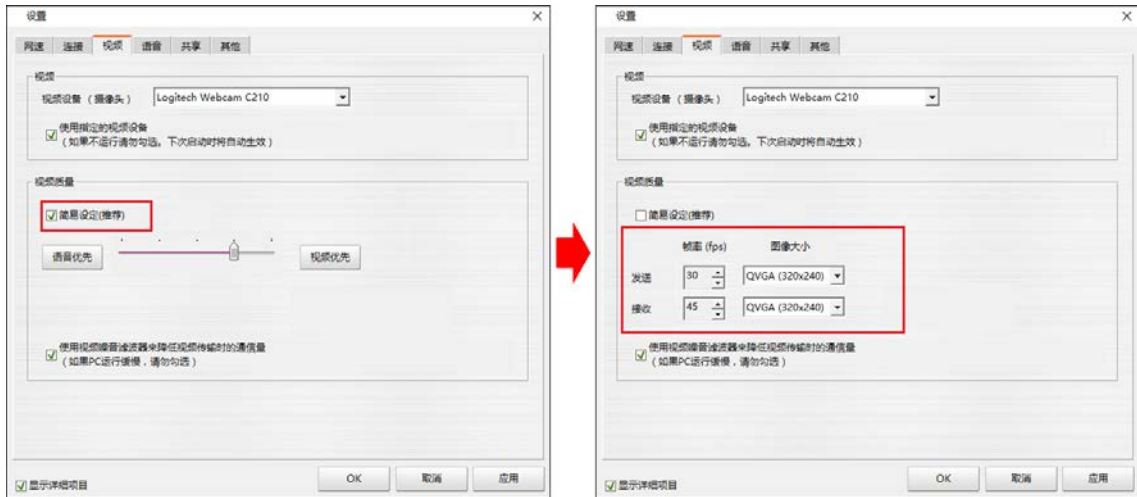 设置
网速 连接 视频 语音 共享 其他
视频
视频设备（摄像头） Logitech Webcam C210
使用指定的视频设备
（如果不运行请勿勾选。下次启动时将自动生效）
视频质量
简易设定(推荐)
语音优先 视频优先
使用视频噪音滤波器来降低视频传输时的通信量
（如果PC运行缓慢，请勿勾选）
显示详细项目 OK 取消 应用
设置
网速 连接 视频 语音 共享 其他
视频
视频设备（摄像头） Logitech Webcam C210
使用指定的视频设备
（如果不运行请勿勾选。下次启动时将自动生效）
视频质量
简易设定(推荐)
帧率 (fps) 图像大小
发送 30 QVGA (320x240)
接收 45 QVGA (320x240)
使用视频噪音滤波器来降低视频传输时的通信量
（如果PC运行缓慢，请勿勾选）
显示详细项目 OK 取消 应用